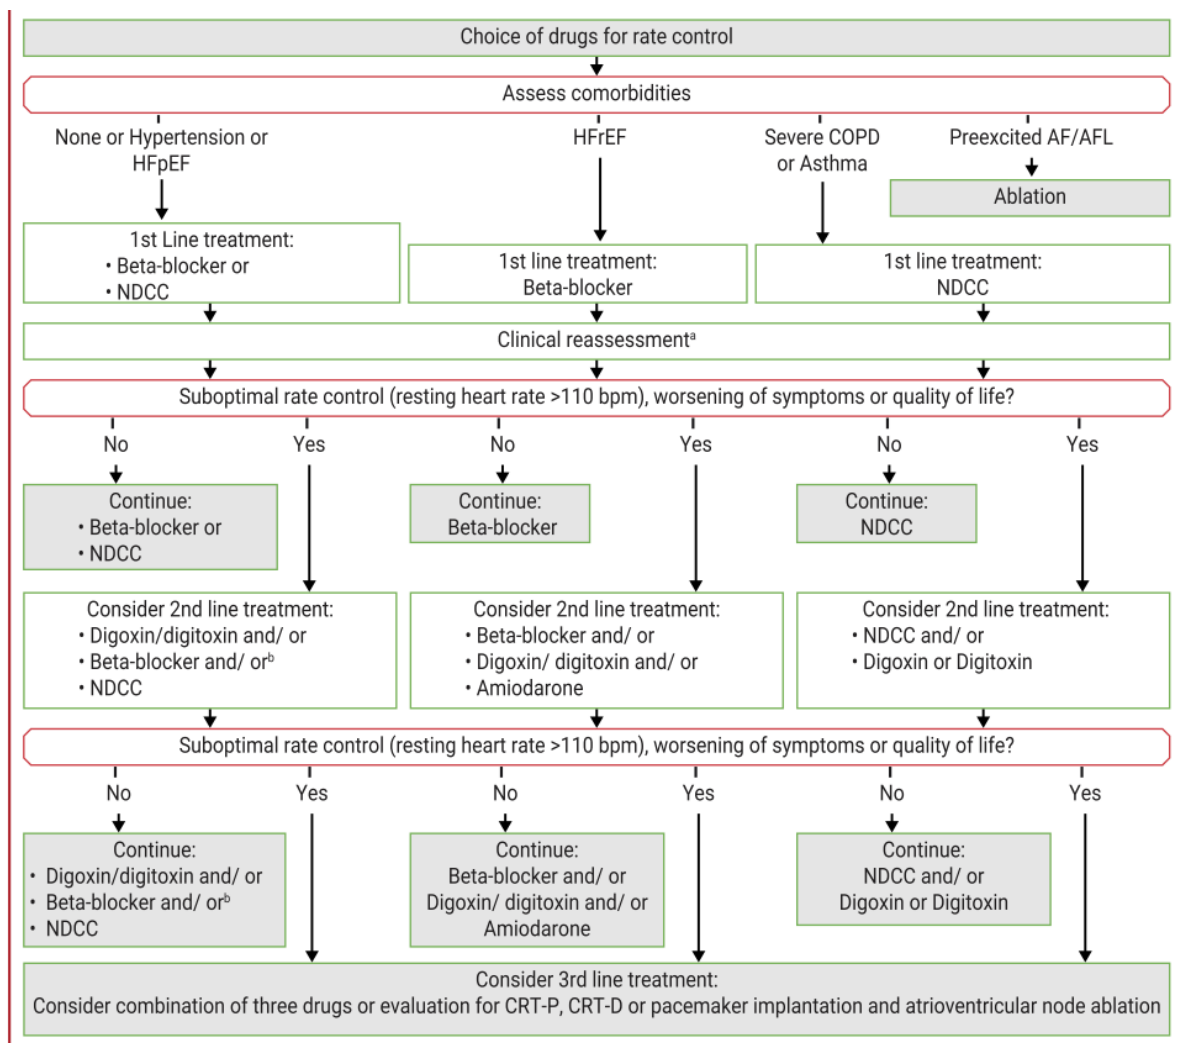 Choice of drugs for rate control
Assess comorbidities
None or Hypertension or
HFpEF
HFrEF
Severe COPD
or Asthma
Preexcited AF/AFL
Ablation
1st Line treatment:
• Beta-blocker or
• NDCC
1st line treatment:
Beta-blocker
1st line treatment:
NDCC
Clinical reassessmentᵃ
Suboptimal rate control (resting heart rate >110 bpm), worsening of symptoms or quality of life?
No
Yes
No
Yes
No
Yes
Continue:
• Beta-blocker or
• NDCC
Continue:
Beta-blocker
Continue:
NDCC
Consider 2nd line treatment:
• Digoxin/digitoxin and/ or
• Beta-blocker and/ orᵇ
• NDCC
Consider 2nd line treatment:
• Beta-blocker and/ or
• Digoxin/ digitoxin and/ or
• Amiodarone
Consider 2nd line treatment:
• NDCC and/ or
• Digoxin or Digitoxin
Suboptimal rate control (resting heart rate >110 bpm), worsening of symptoms or quality of life?
No
Yes
No
Yes
No
Yes
Continue:
• Digoxin/digitoxin and/ or
• Beta-blocker and/ orᵇ
• NDCC
Continue:
Beta-blocker and/ or
Digoxin/ digitoxin and/ or
Amiodarone
Continue:
NDCC and/ or
Digoxin or Digitoxin
Consider 3rd line treatment:
Consider combination of three drugs or evaluation for CRT-P, CRT-D or pacemaker implantation and atrioventricular node ablation